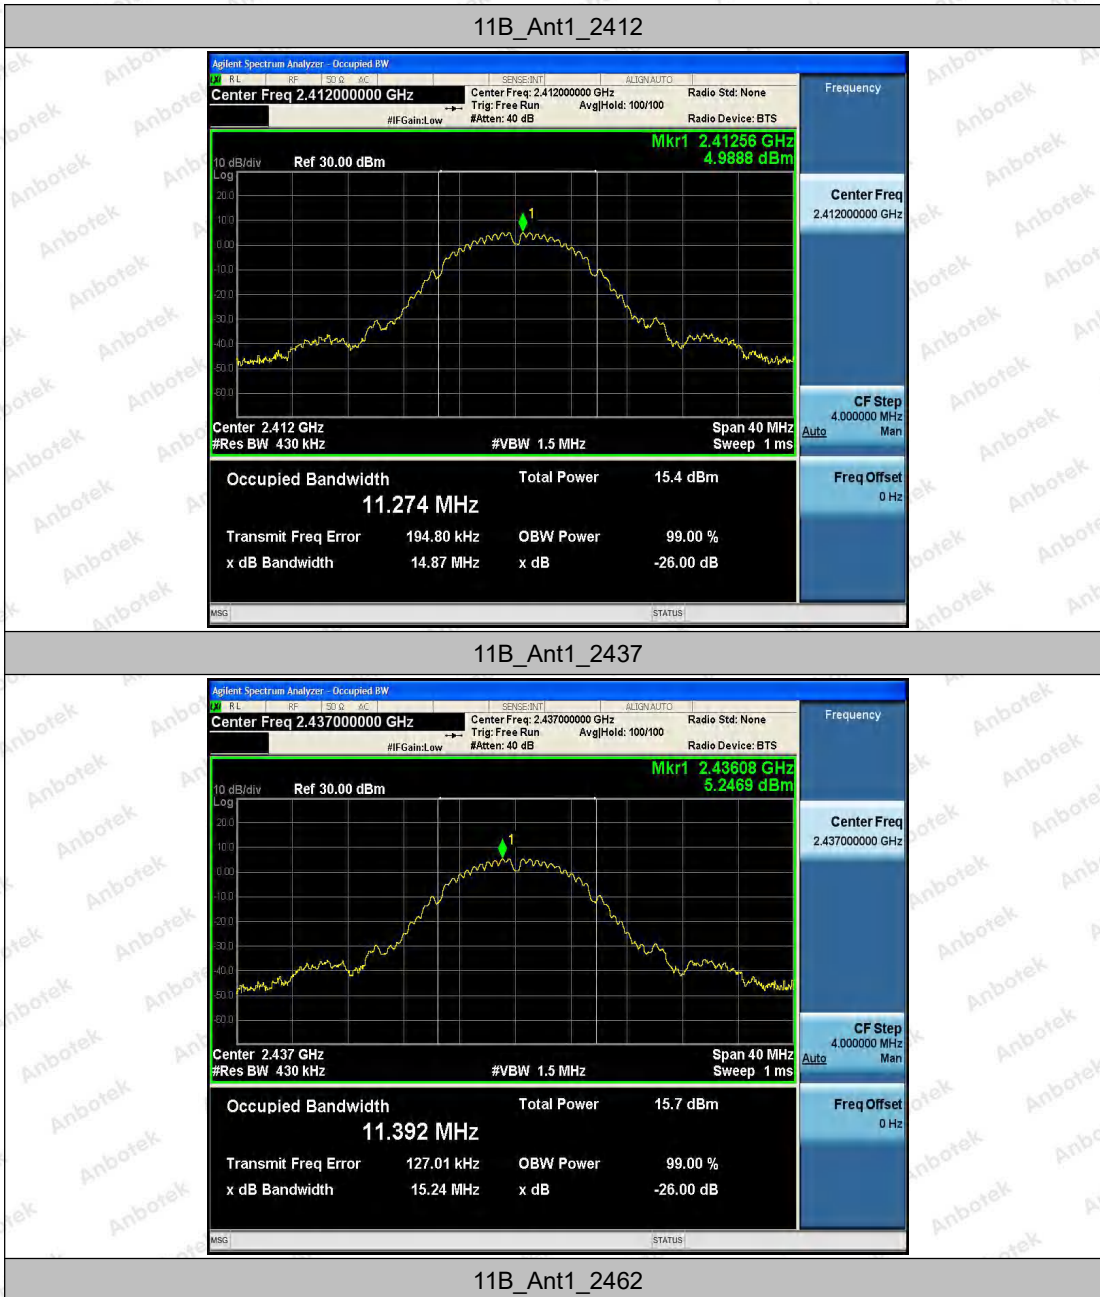 11B_Ant1_2412
Agilent Spectrum Analyzer - Occupied BW
LXI RL RF 50 Ω AC SENSE:INT ALIGN AUTO
Center Freq 2.412000000 GHz
Center Freq: 2.412000000 GHz Radio Std: None
Trig: Free Run Avg|Hold: 100/100
#IFGain:Low #Atten: 40 dB Radio Device: BTS
Mkr1 2.41256 GHz
4.9888 dBm
10 dB/div Ref 30.00 dBm
Log
20.0
10.0
0.00
-10.0
-20.0
-30.0
-40.0
-50.0
-60.0
1
Center 2.412 GHz Span 40 MHz
#Res BW 430 kHz #VBW 1.5 MHz Sweep 1 ms
Occupied Bandwidth Total Power 15.4 dBm
11.274 MHz
Transmit Freq Error 194.80 kHz OBW Power 99.00 %
x dB Bandwidth 14.87 MHz x dB -26.00 dB
MSG STATUS
Frequency
Center Freq
2.412000000 GHz
CF Step
4.000000 MHz
Auto Man
Freq Offset
0 Hz
11B_Ant1_2437
Agilent Spectrum Analyzer - Occupied BW
LXI RL RF 50 Ω AC SENSE:INT ALIGN AUTO
Center Freq 2.437000000 GHz
Center Freq: 2.437000000 GHz Radio Std: None
Trig: Free Run Avg|Hold: 100/100
#IFGain:Low #Atten: 40 dB Radio Device: BTS
Mkr1 2.43608 GHz
5.2469 dBm
10 dB/div Ref 30.00 dBm
Log
20.0
10.0
0.00
-10.0
-20.0
-30.0
-40.0
-50.0
-60.0
1
Center 2.437 GHz Span 40 MHz
#Res BW 430 kHz #VBW 1.5 MHz Sweep 1 ms
Occupied Bandwidth Total Power 15.7 dBm
11.392 MHz
Transmit Freq Error 127.01 kHz OBW Power 99.00 %
x dB Bandwidth 15.24 MHz x dB -26.00 dB
MSG STATUS
Frequency
Center Freq
2.437000000 GHz
CF Step
4.000000 MHz
Auto Man
Freq Offset
0 Hz
11B_Ant1_2462
Anbotek